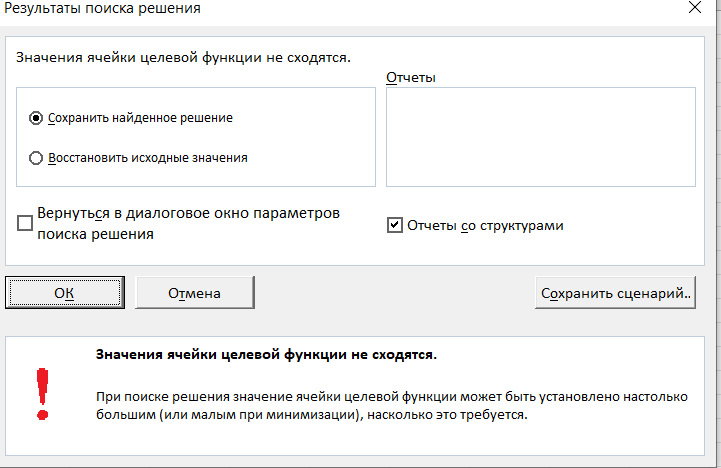 Результаты поиска решения
Значения ячейки целевой функции не сходятся.
Отчеты
Сохранить найденное решение
Восстановить исходные значения
Вернуться в диалоговое окно параметров
поиска решения
Отчеты со структурами
ОК
Отмена
Сохранить сценарий..
Значения ячейки целевой функции не сходятся.
При поиске решения значение ячейки целевой функции может быть установлено настолько
большим (или малым при минимизации), насколько это требуется.